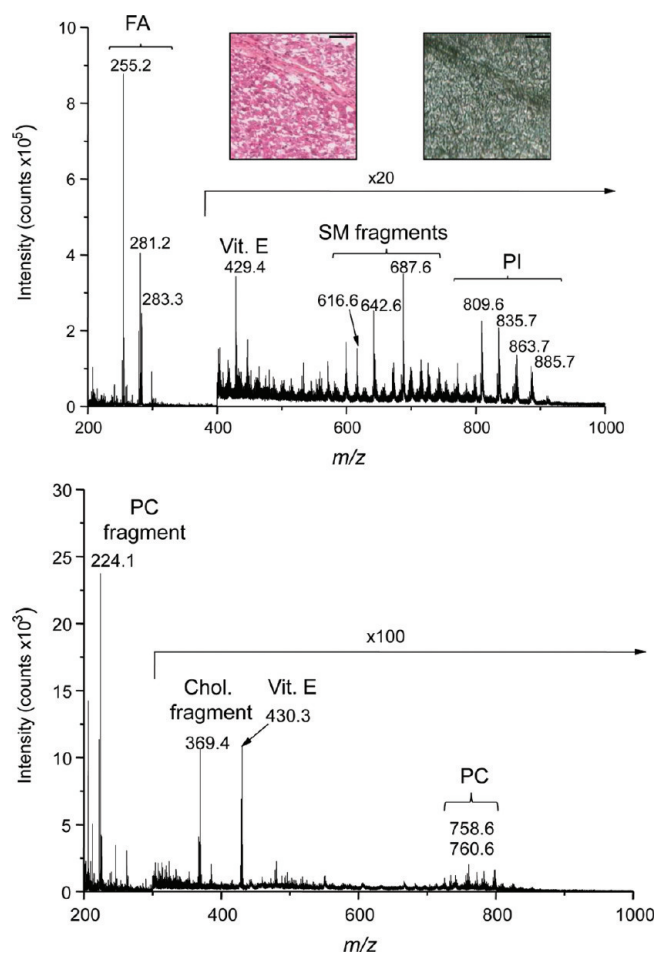 FA
255.2
281.2
283.3
x20
Vit. E
429.4
SM fragments
616.6
642.6
687.6
PI
809.6
835.7
863.7
885.7
Intensity (counts x10⁵)
10
8
6
4
2
0
200
400
600
800
1000
m/z
PC
fragment
224.1
x100
Chol.
fragment
369.4
Vit. E
430.3
PC
758.6
760.6
Intensity (counts x10³)
30
25
20
15
10
5
0
200
400
600
800
1000
m/z